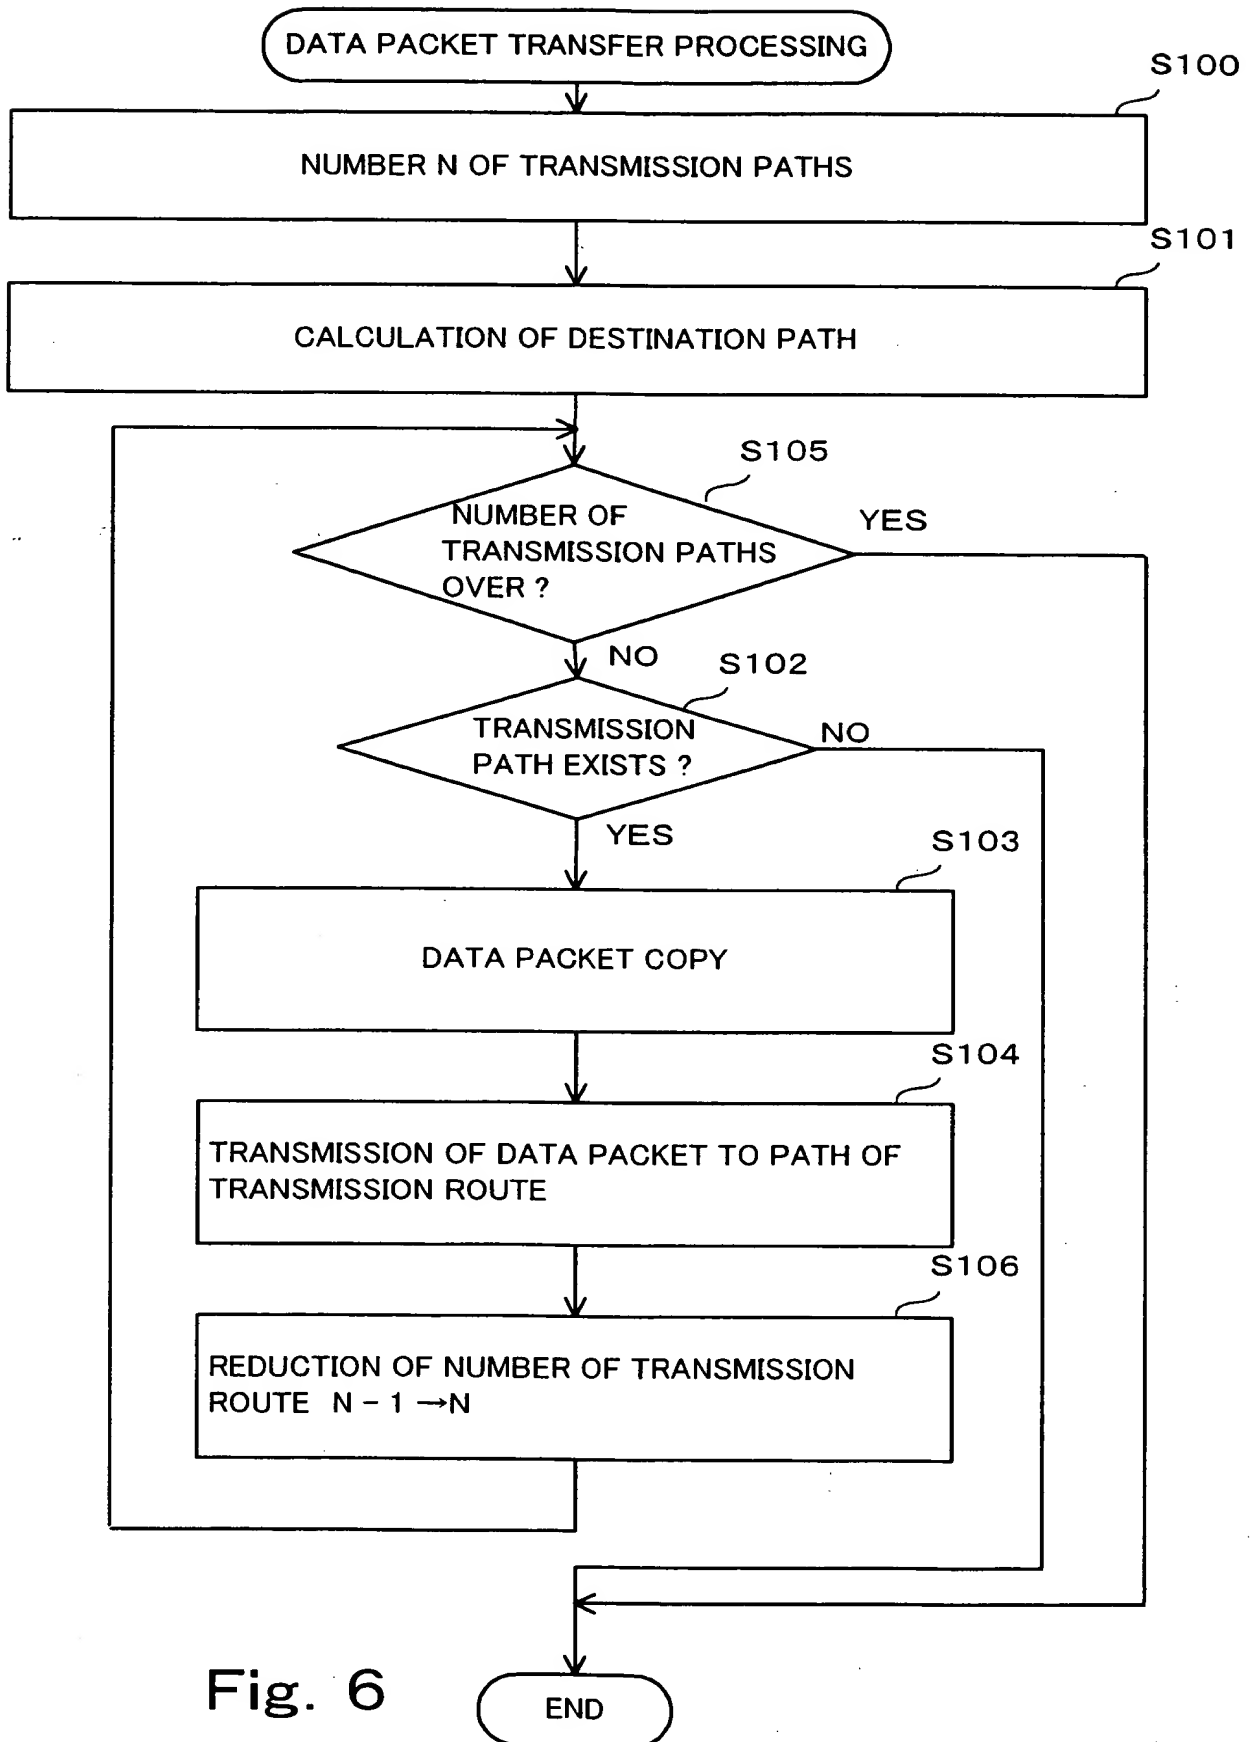 DATA PACKET TRANSFER PROCESSING
S100
NUMBER N OF TRANSMISSION PATHS
S101
CALCULATION OF DESTINATION PATH
S105
NUMBER OF
TRANSMISSION PATHS
OVER ?
YES
NO
S102
TRANSMISSION
PATH EXISTS ?
NO
YES
S103
DATA PACKET COPY
S104
TRANSMISSION OF DATA PACKET TO PATH OF
TRANSMISSION ROUTE
S106
REDUCTION OF NUMBER OF TRANSMISSION
ROUTE N – 1 →N
Fig. 6
END